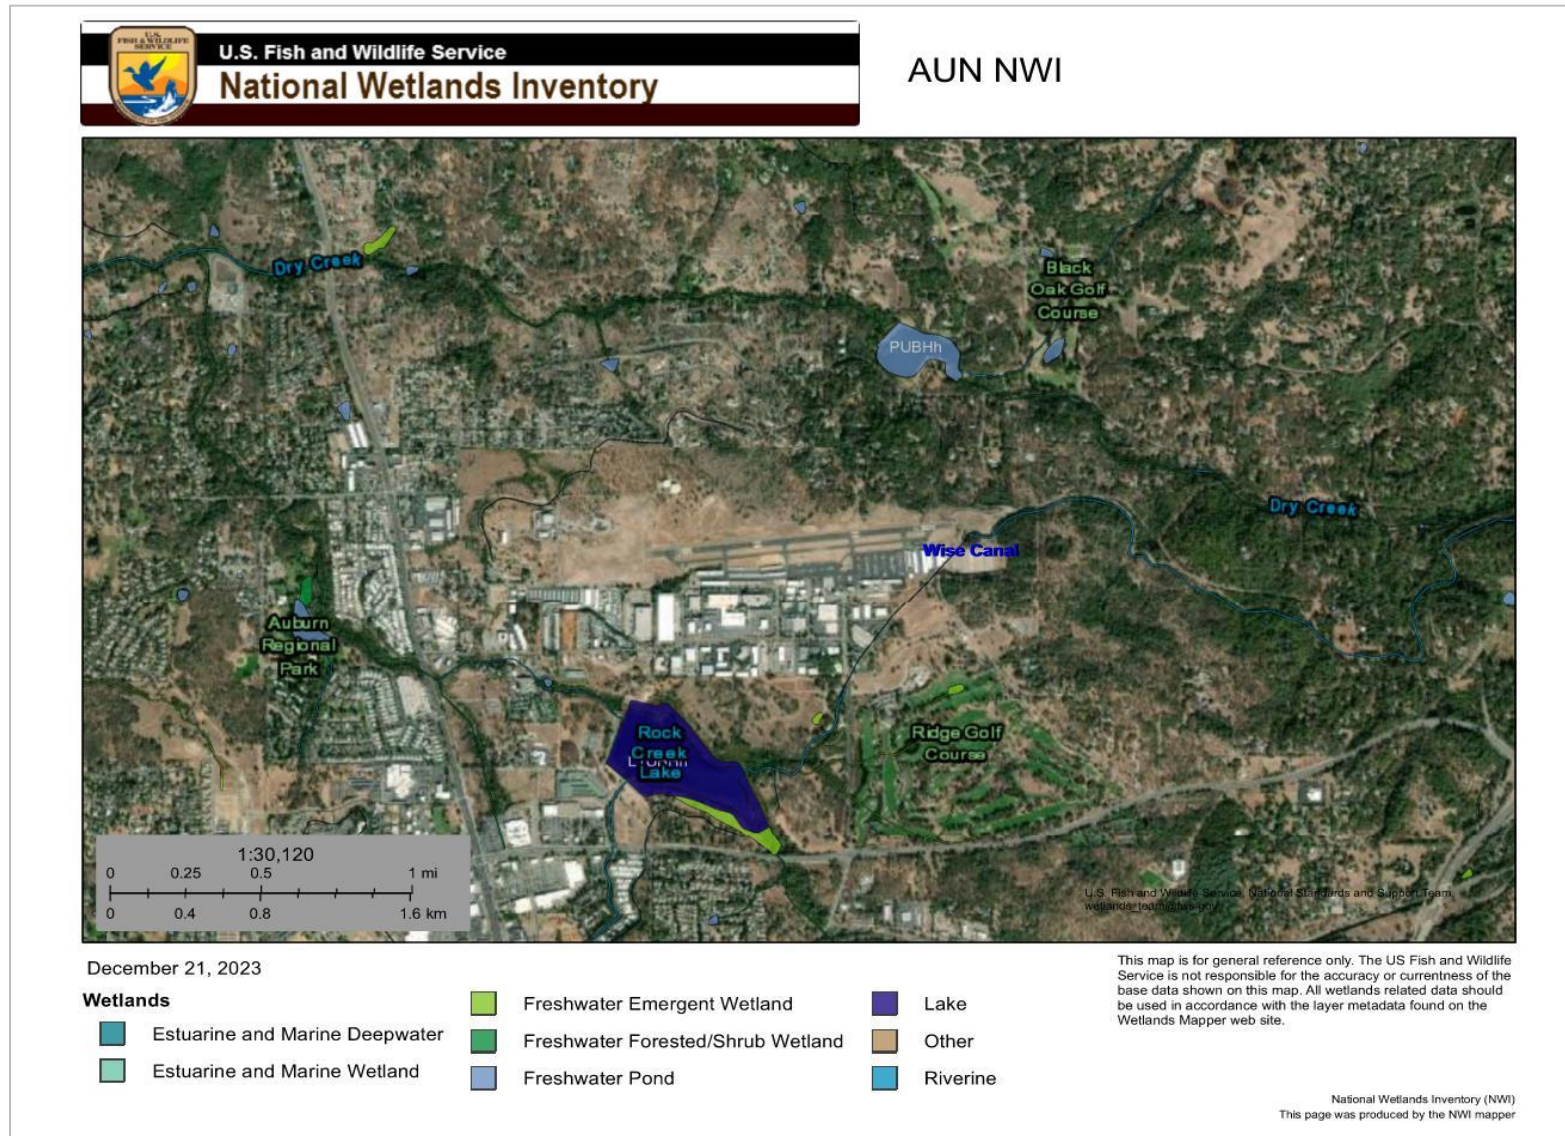 U.S. FISH & WILDLIFE SERVICE
U.S. Fish and Wildlife Service
National Wetlands Inventory
AUN NWI
Dry Creek
Black
Oak Golf
Course
PUBHh
Dry Creek
Wise Canal
Auburn
Regional
Park
Rock
Creek
Lake
Ridge Golf
Course
1:30,120
0 0.25 0.5 1 mi
0 0.4 0.8 1.6 km
U.S. Fish and Wildlife Service, National Standards and Support Team,
wetlands_team@fws.gov
December 21, 2023
Wetlands
Estuarine and Marine Deepwater
Estuarine and Marine Wetland
Freshwater Emergent Wetland
Freshwater Forested/Shrub Wetland
Freshwater Pond
Lake
Other
Riverine
This map is for general reference only. The US Fish and Wildlife
Service is not responsible for the accuracy or currentness of the
base data shown on this map. All wetlands related data should
be used in accordance with the layer metadata found on the
Wetlands Mapper web site.
National Wetlands Inventory (NWI)
This page was produced by the NWI mapper